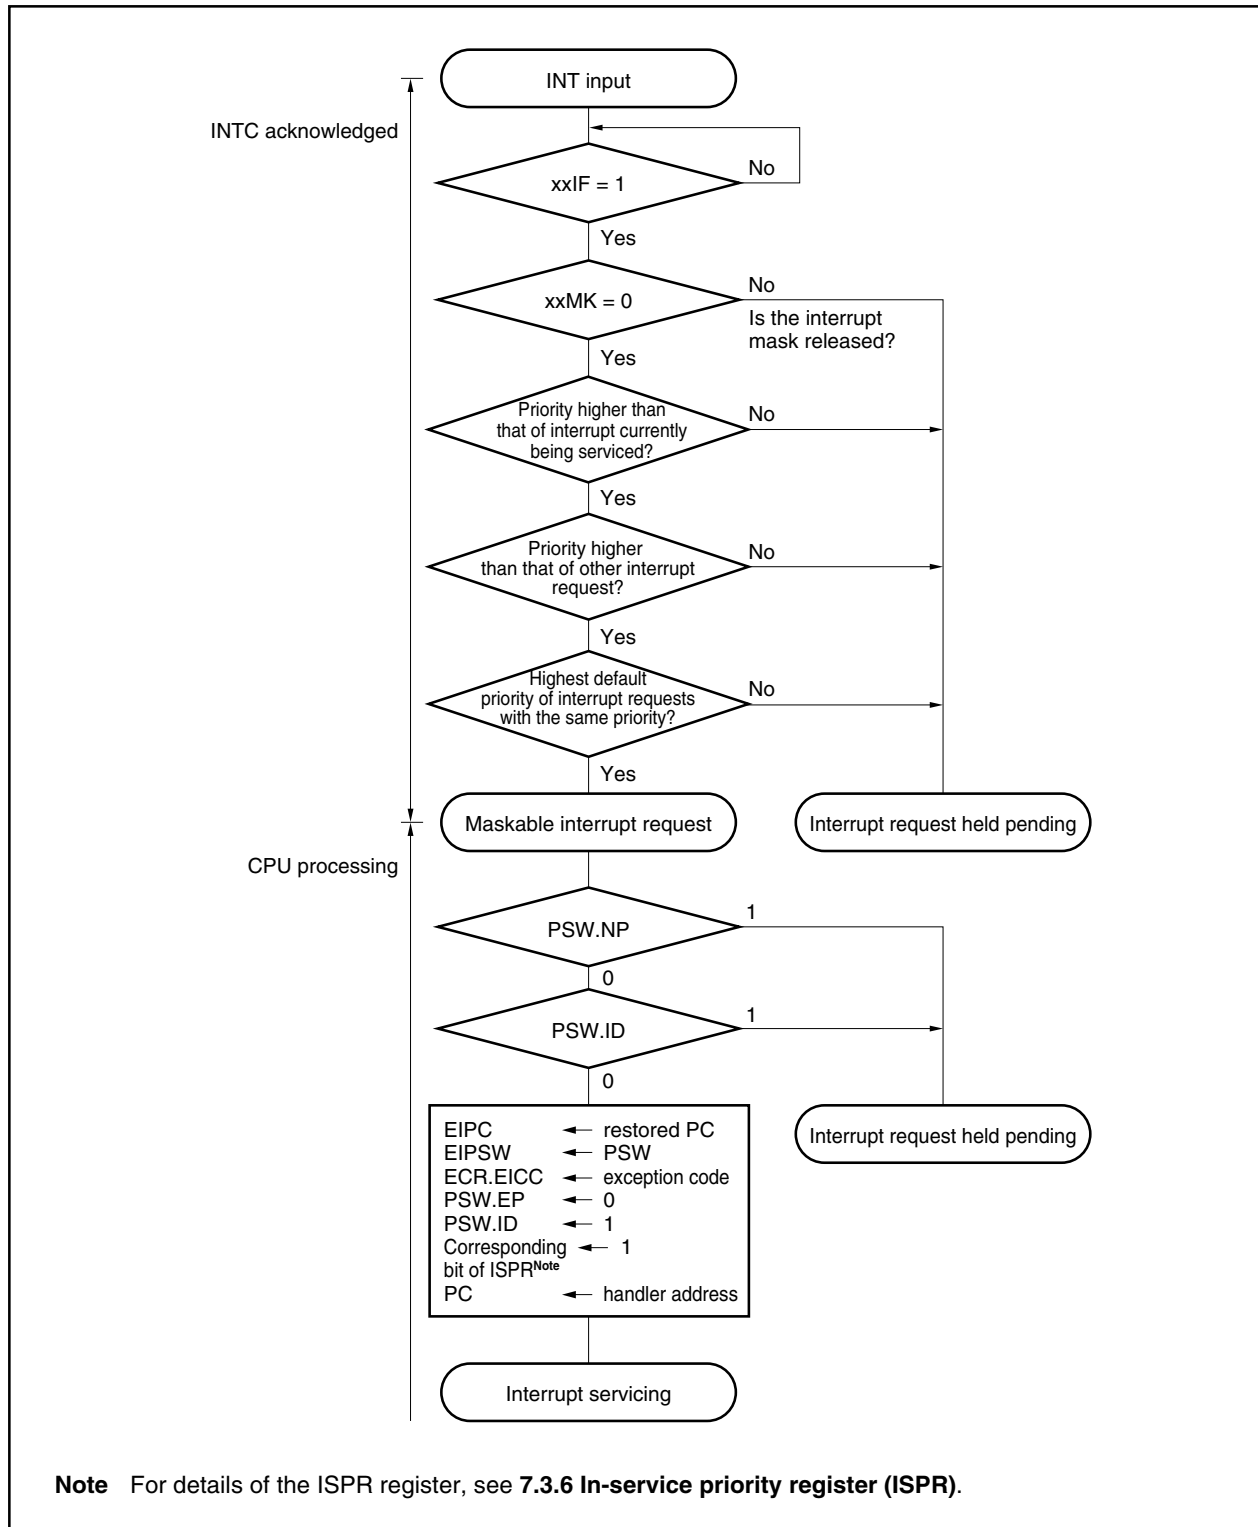 INT input
INTC acknowledged
xxIF = 1
No
Yes
xxMK = 0
No
Is the interrupt
mask released?
Yes
Priority higher than
that of interrupt currently
being serviced?
No
Yes
Priority higher
than that of other interrupt
request?
No
Yes
Highest default
priority of interrupt requests
with the same priority?
No
Yes
Maskable interrupt request
Interrupt request held pending
CPU processing
PSW.NP
1
0
PSW.ID
1
0
Interrupt request held pending
EIPC ← restored PC
EIPSW ← PSW
ECR.EICC ← exception code
PSW.EP ← 0
PSW.ID ← 1
Corresponding ← 1
bit of ISPRNote
PC ← handler address
Interrupt servicing
Note For details of the ISPR register, see 7.3.6 In-service priority register (ISPR).